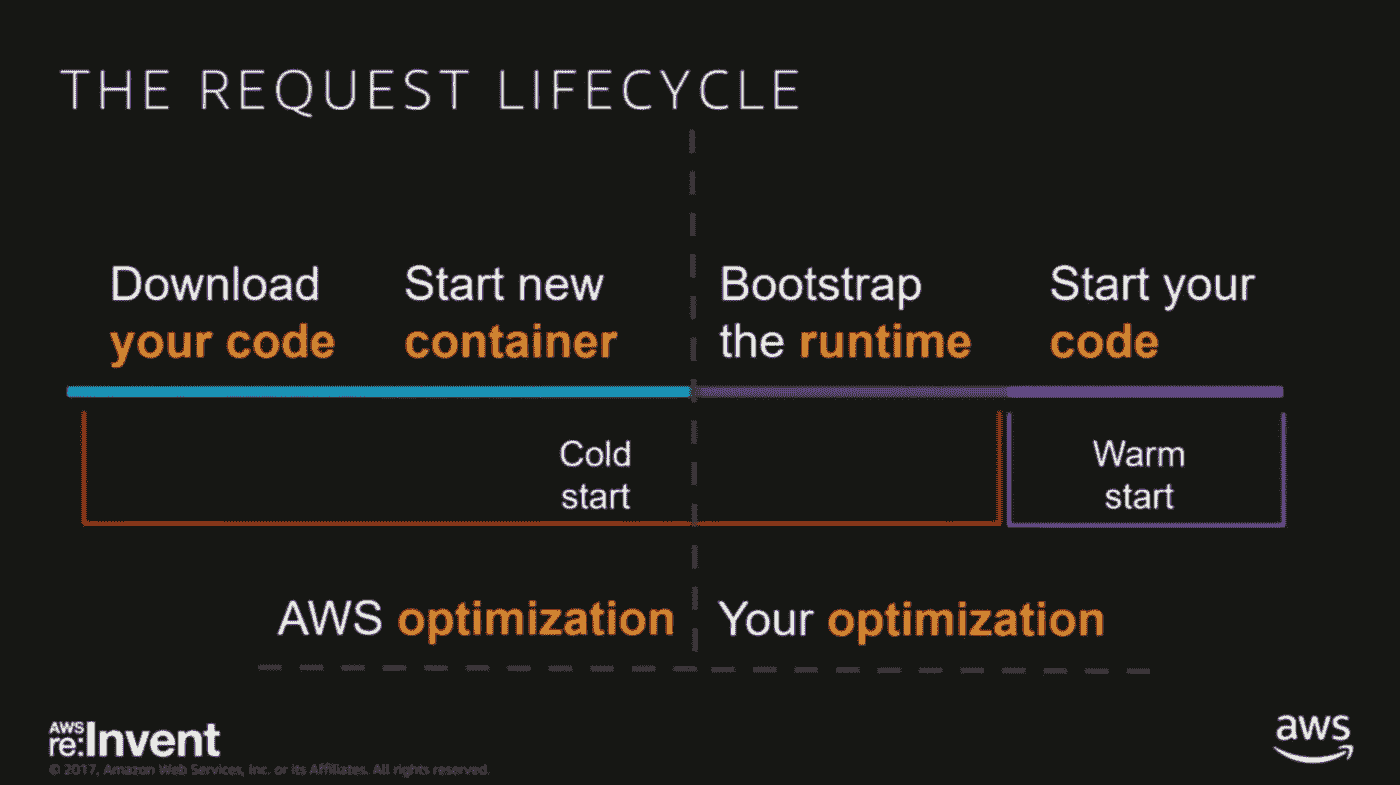 THE REQUEST LIFECYCLE
Download
your code
Start new
container
Bootstrap
the runtime
Start your
code
Cold
start
Warm
start
AWS optimization
Your optimization
AWS
re:Invent
© 2017, Amazon Web Services, Inc. or its Affiliates. All rights reserved.
aws